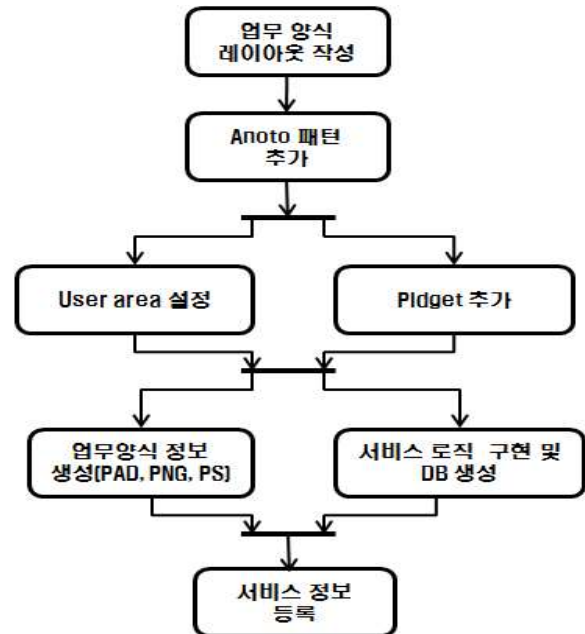 업무 양식
레이아웃 작성
Anoto 패턴
추가
User area 설정
Pidget 추가
업무양식 정보
생성(PAD, PNG, PS)
서비스 로직 구현 및
DB 생성
서비스 정보
등록